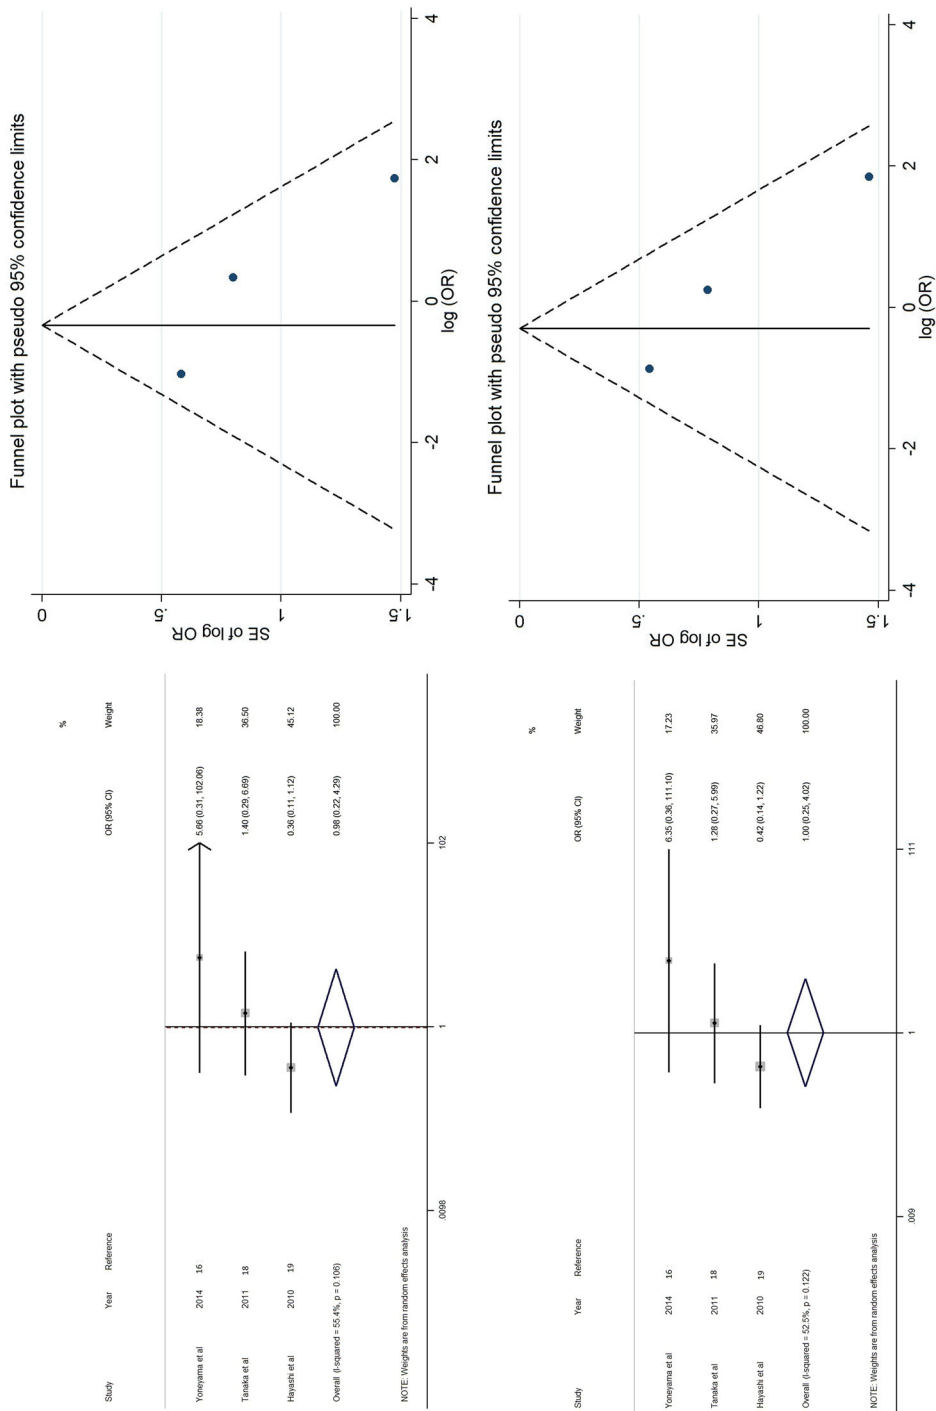 %
Study Year Reference OR (95% CI) Weight
Yoneyama et al 2014 16 5.66 (0.31, 102.06) 18.38
Tanaka et al 2011 18 1.40 (0.29, 6.69) 36.50
Hayashi et al 2010 19 0.36 (0.11, 1.12) 45.12
Overall (I-squared = 55.4%, p = 0.106) 0.98 (0.22, 4.29) 100.00
NOTE: Weights are from random effects analysis
.0098 1 102
Funnel plot with pseudo 95% confidence limits
SE of log OR
0
.5
1
1.5
-4 -2 0 2 4
log (OR)
%
Study Year Reference OR (95% CI) Weight
Yoneyama et al 2014 16 6.35 (0.36, 111.10) 17.23
Tanaka et al 2011 18 1.28 (0.27, 5.99) 35.97
Hayashi et al 2010 19 0.42 (0.14, 1.22) 46.80
Overall (I-squared = 52.5%, p = 0.122) 1.00 (0.25, 4.02) 100.00
NOTE: Weights are from random effects analysis
.009 1 111
Funnel plot with pseudo 95% confidence limits
SE of log OR
0
.5
1
1.5
-4 -2 0 2 4
log (OR)